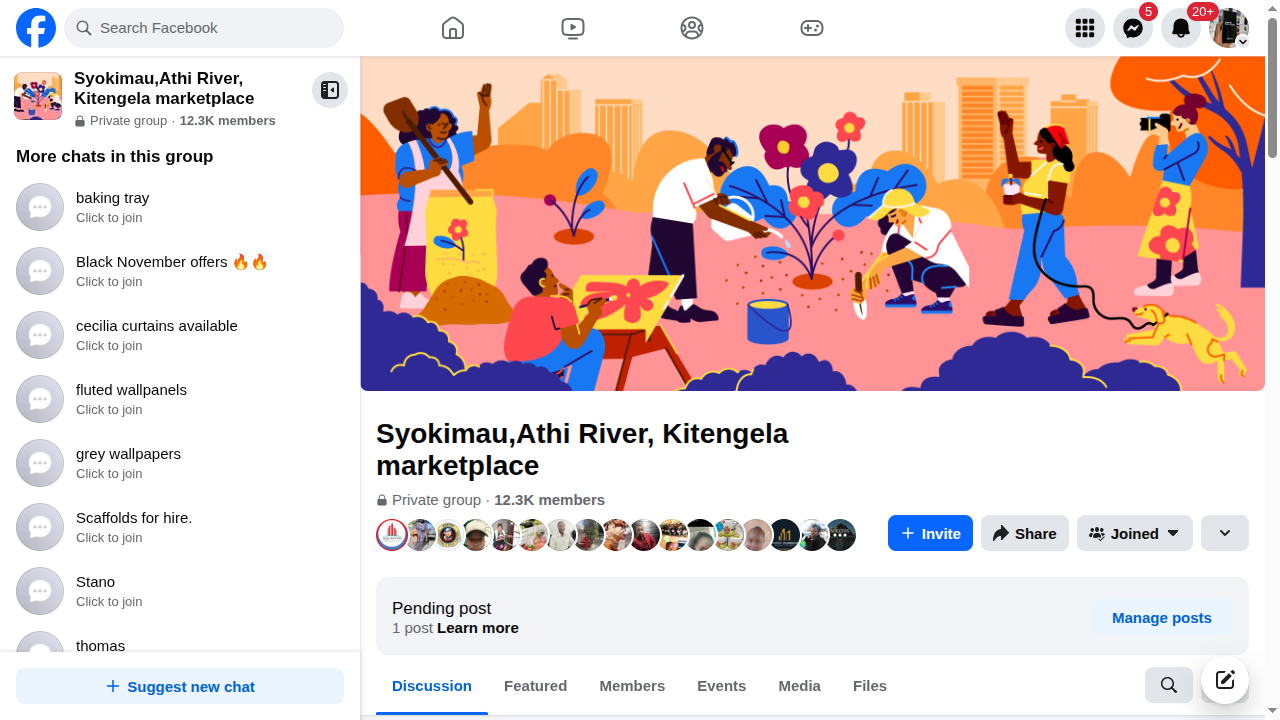 Search Facebook
5
20+
Syokimau,Athi River,
Kitengela marketplace
Private group · 12.3K members
More chats in this group
baking tray
Click to join
Black November offers 🔥🔥
Click to join
cecilia curtains available
Click to join
fluted wallpanels
Click to join
grey wallpapers
Click to join
Scaffolds for hire.
Click to join
Stano
Click to join
thomas
Suggest new chat
Syokimau,Athi River, Kitengela
marketplace
Private group · 12.3K members
Invite
Share
Joined
Pending post
1 post Learn more
Manage posts
Discussion
Featured
Members
Events
Media
Files